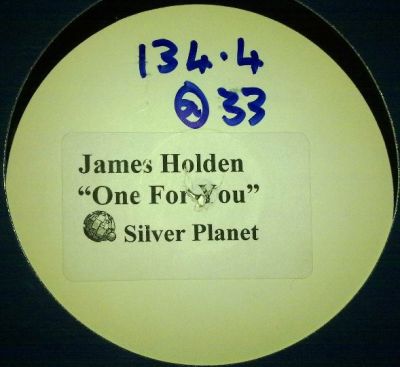 134.4
@ 33
James Holden
“One For You”
Silver Planet